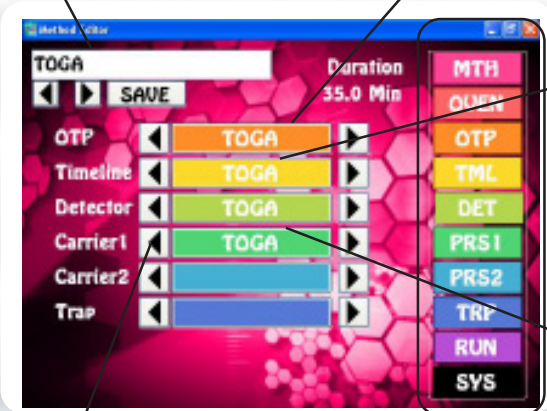 Method Editor
TOGA
Duration
SAVE
35.0 Min
OTP TOGA
Timeline TOGA
Detector TOGA
Carrier1 TOGA
Carrier2
Trap
MTH
OVEN
OTP
TML
DET
PRS1
PRS2
TRP
RUN
SYS